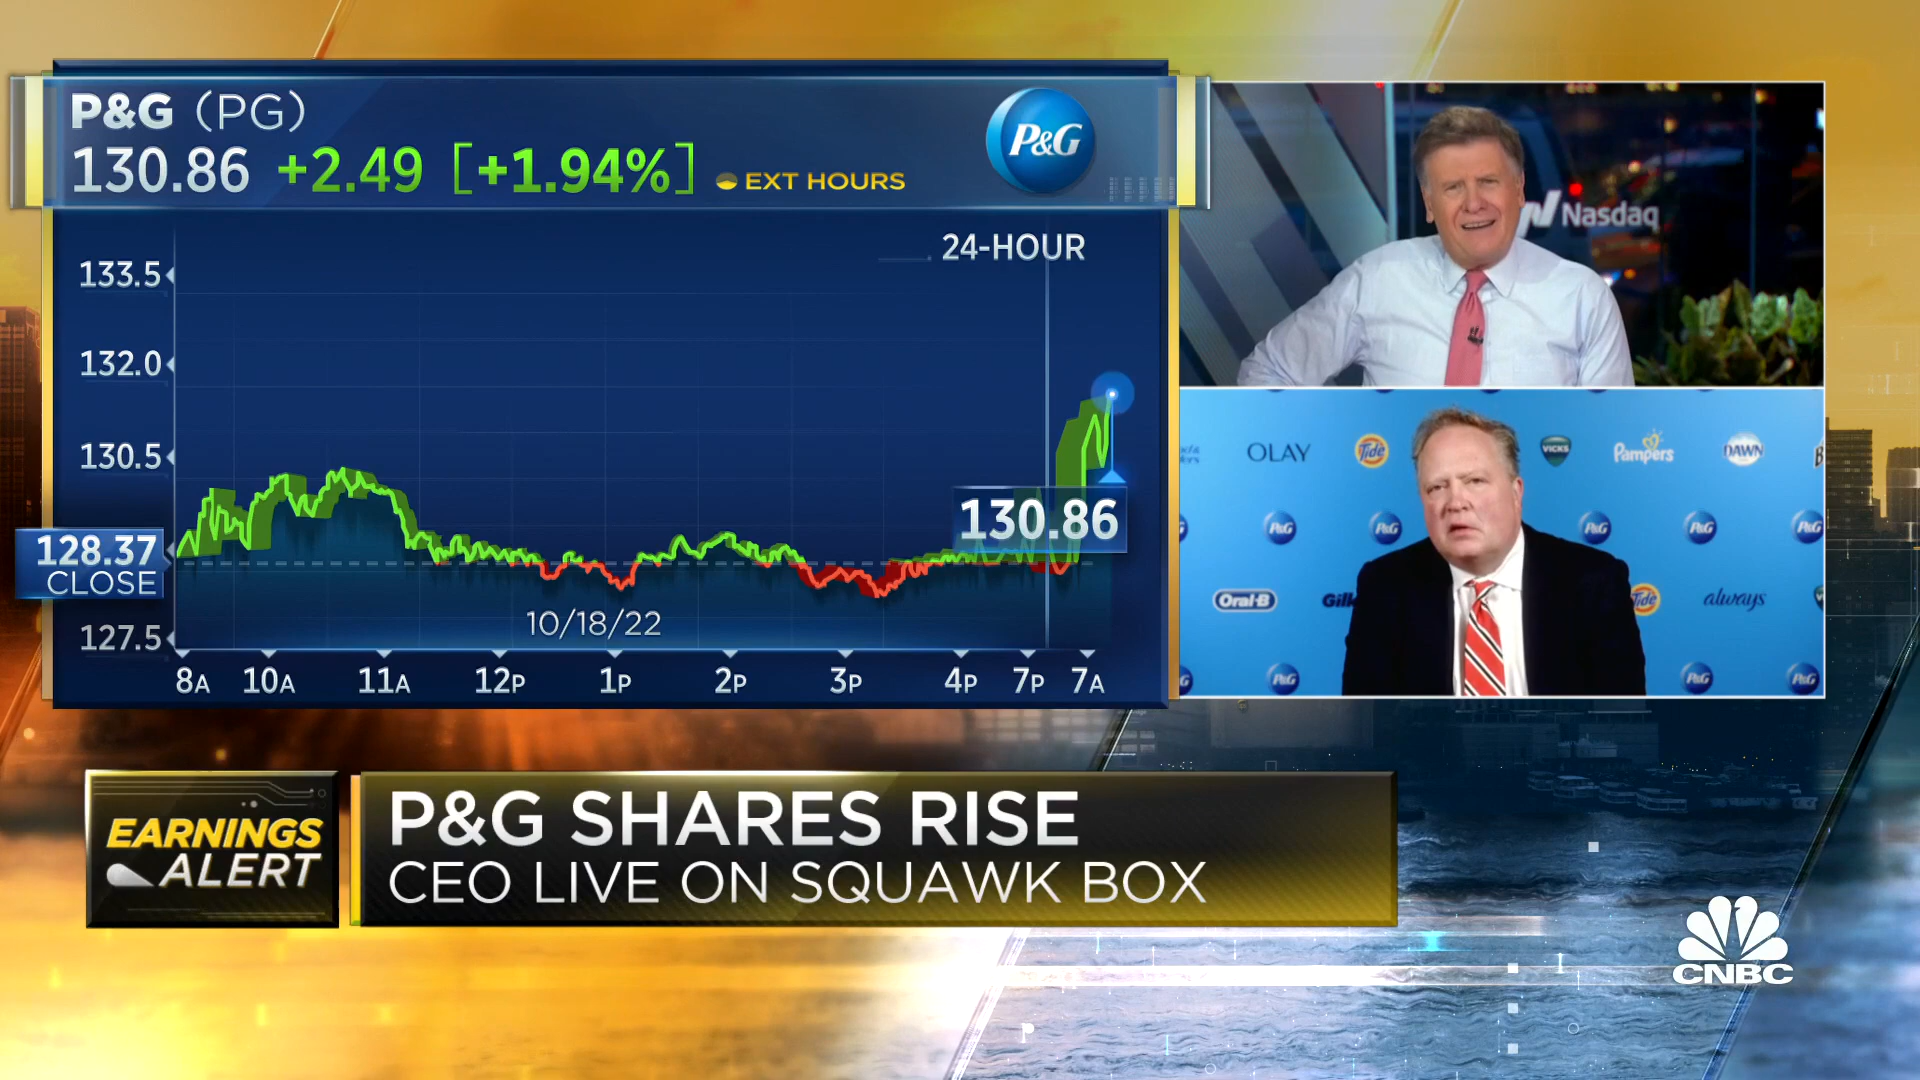 P&G (PG)
130.86 +2.49 [+1.94%] EXT HOURS
P&G
24-HOUR
133.5
132.0
130.5
128.37
CLOSE
127.5
130.86
10/18/22
8A 10A 11A 12P 1P 2P 3P 4P 7P 7A
Nasdaq
OLAY Tide VICKS Pampers DAWN
P&G P&G P&G P&G P&G
Oral-B Gill Tide always
P&G P&G P&G
EARNINGS
ALERT
P&G SHARES RISE
CEO LIVE ON SQUAWK BOX
CNBC